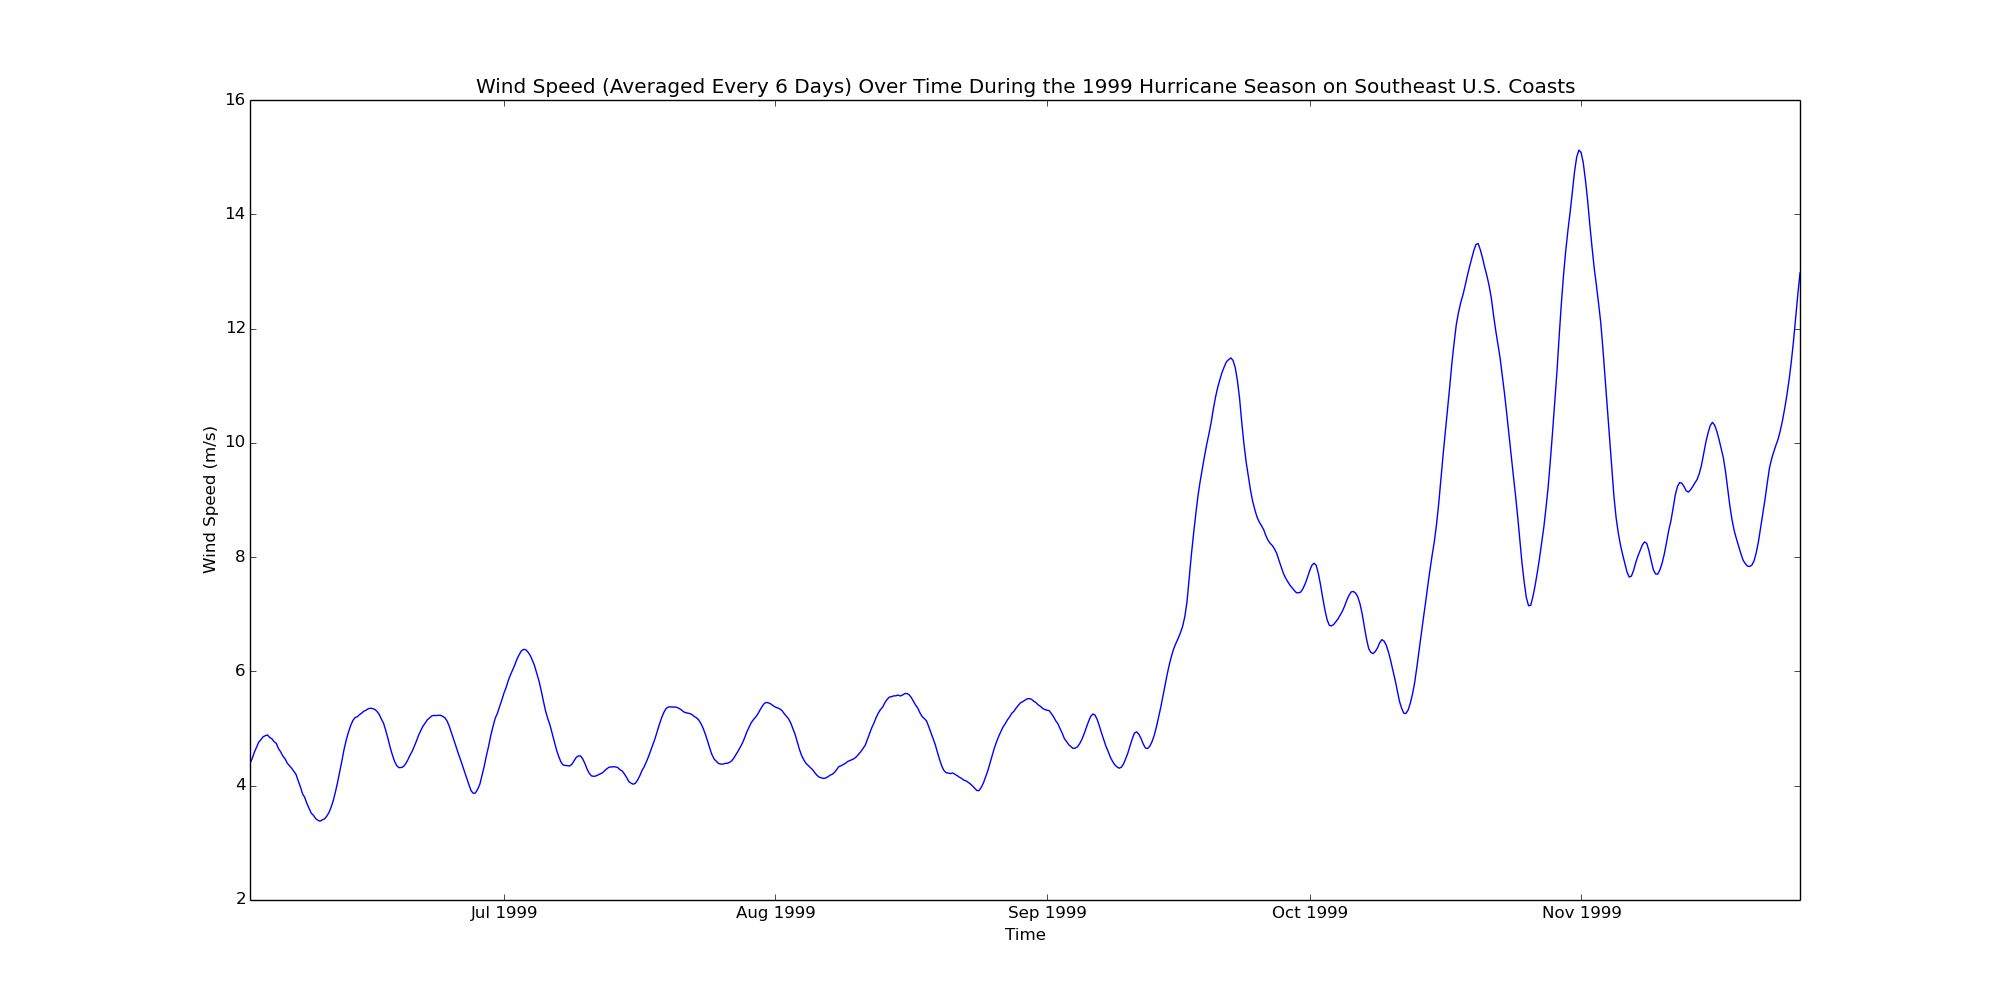 Wind Speed (Averaged Every 6 Days) Over Time During the 1999 Hurricane Season on Southeast U.S. Coasts
16
14
12
10
8
6
4
2
Wind Speed (m/s)
Jul 1999
Aug 1999
Sep 1999
Oct 1999
Nov 1999
Time